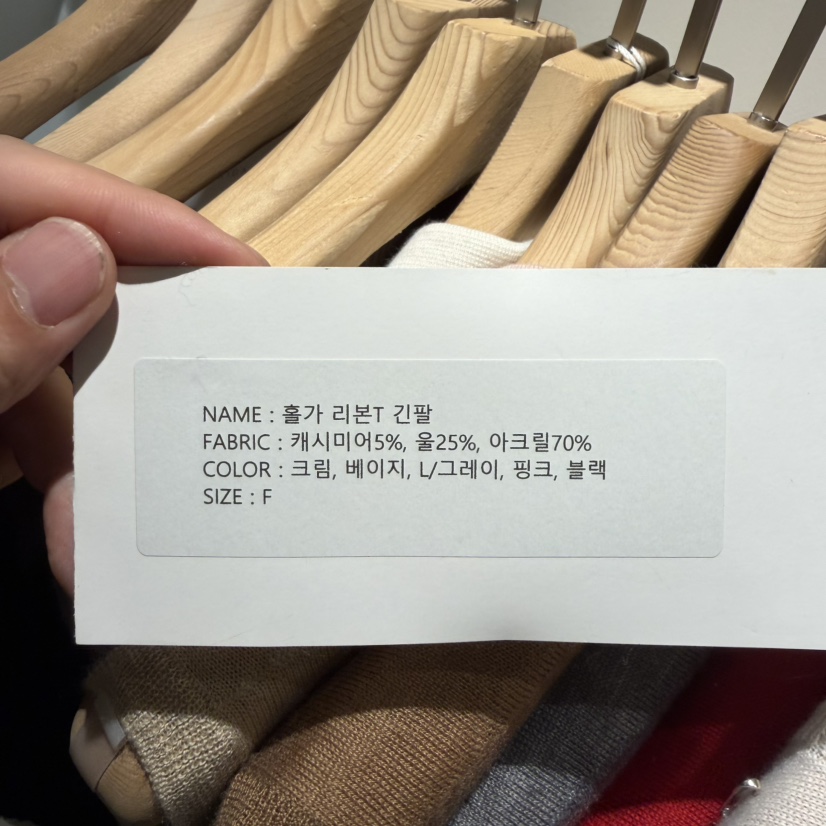 NAME : 홀가 리본T 긴팔
FABRIC : 캐시미어5%, 울25%, 아크릴70%
COLOR : 크림, 베이지, L/그레이, 핑크, 블랙
SIZE : F